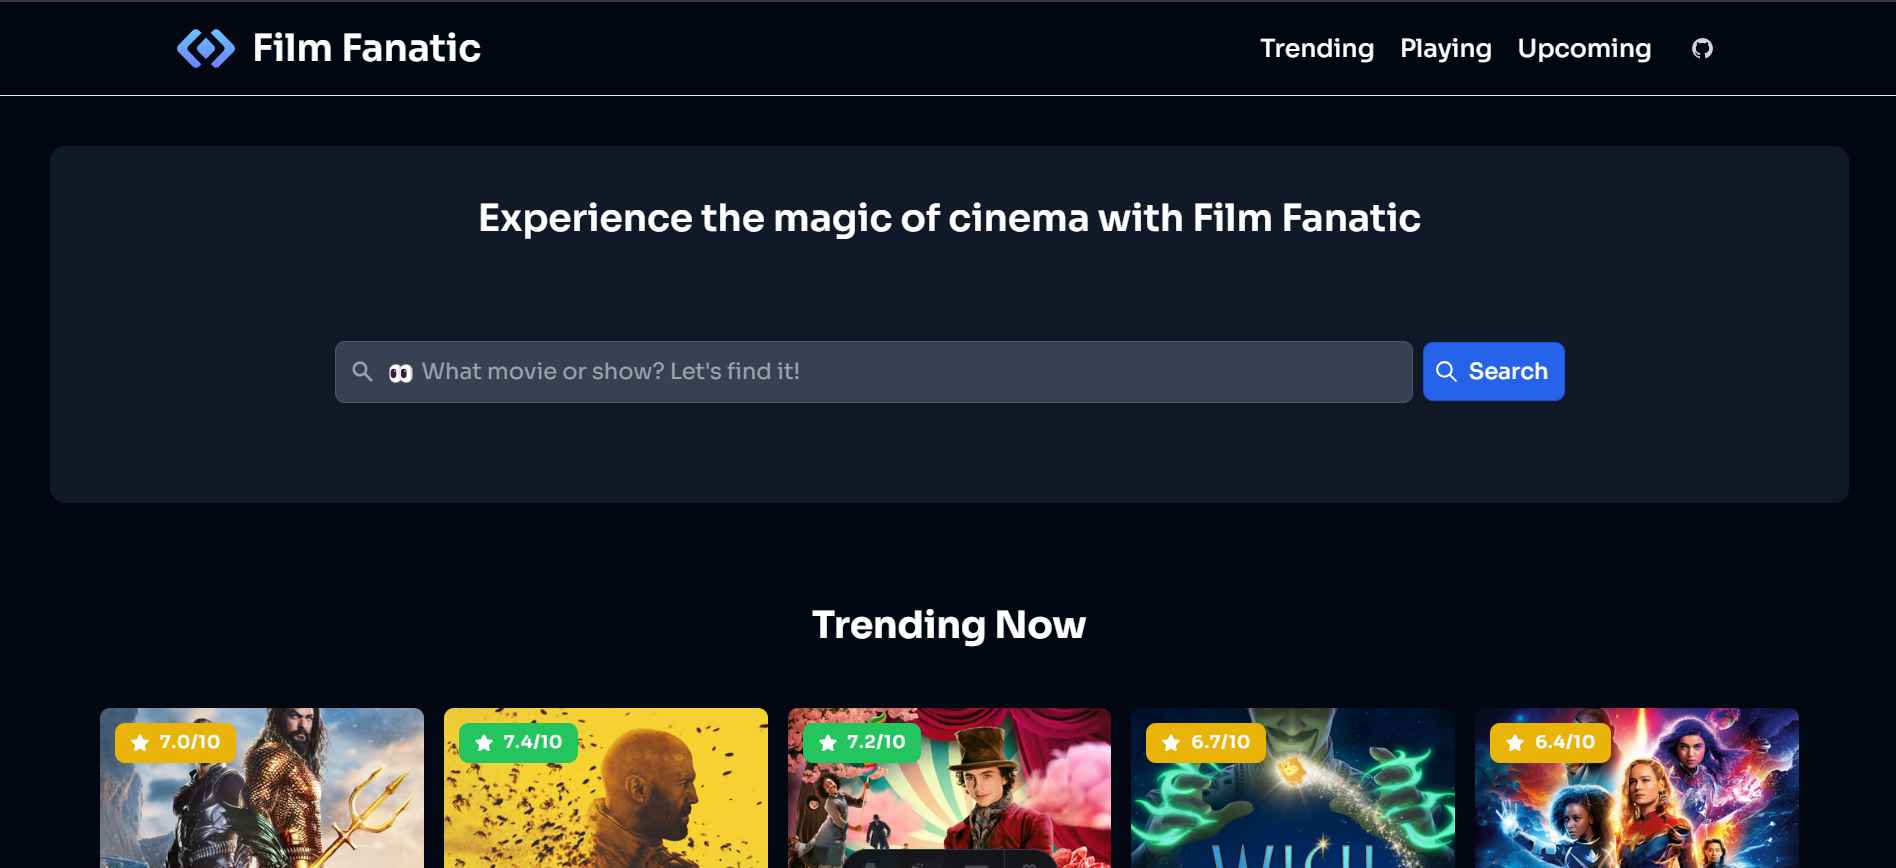 Film Fanatic
Trending Playing Upcoming
Experience the magic of cinema with Film Fanatic
👀 What movie or show? Let's find it!
Search
Trending Now
7.0/10
7.4/10
7.2/10
6.7/10
6.4/10
WISH